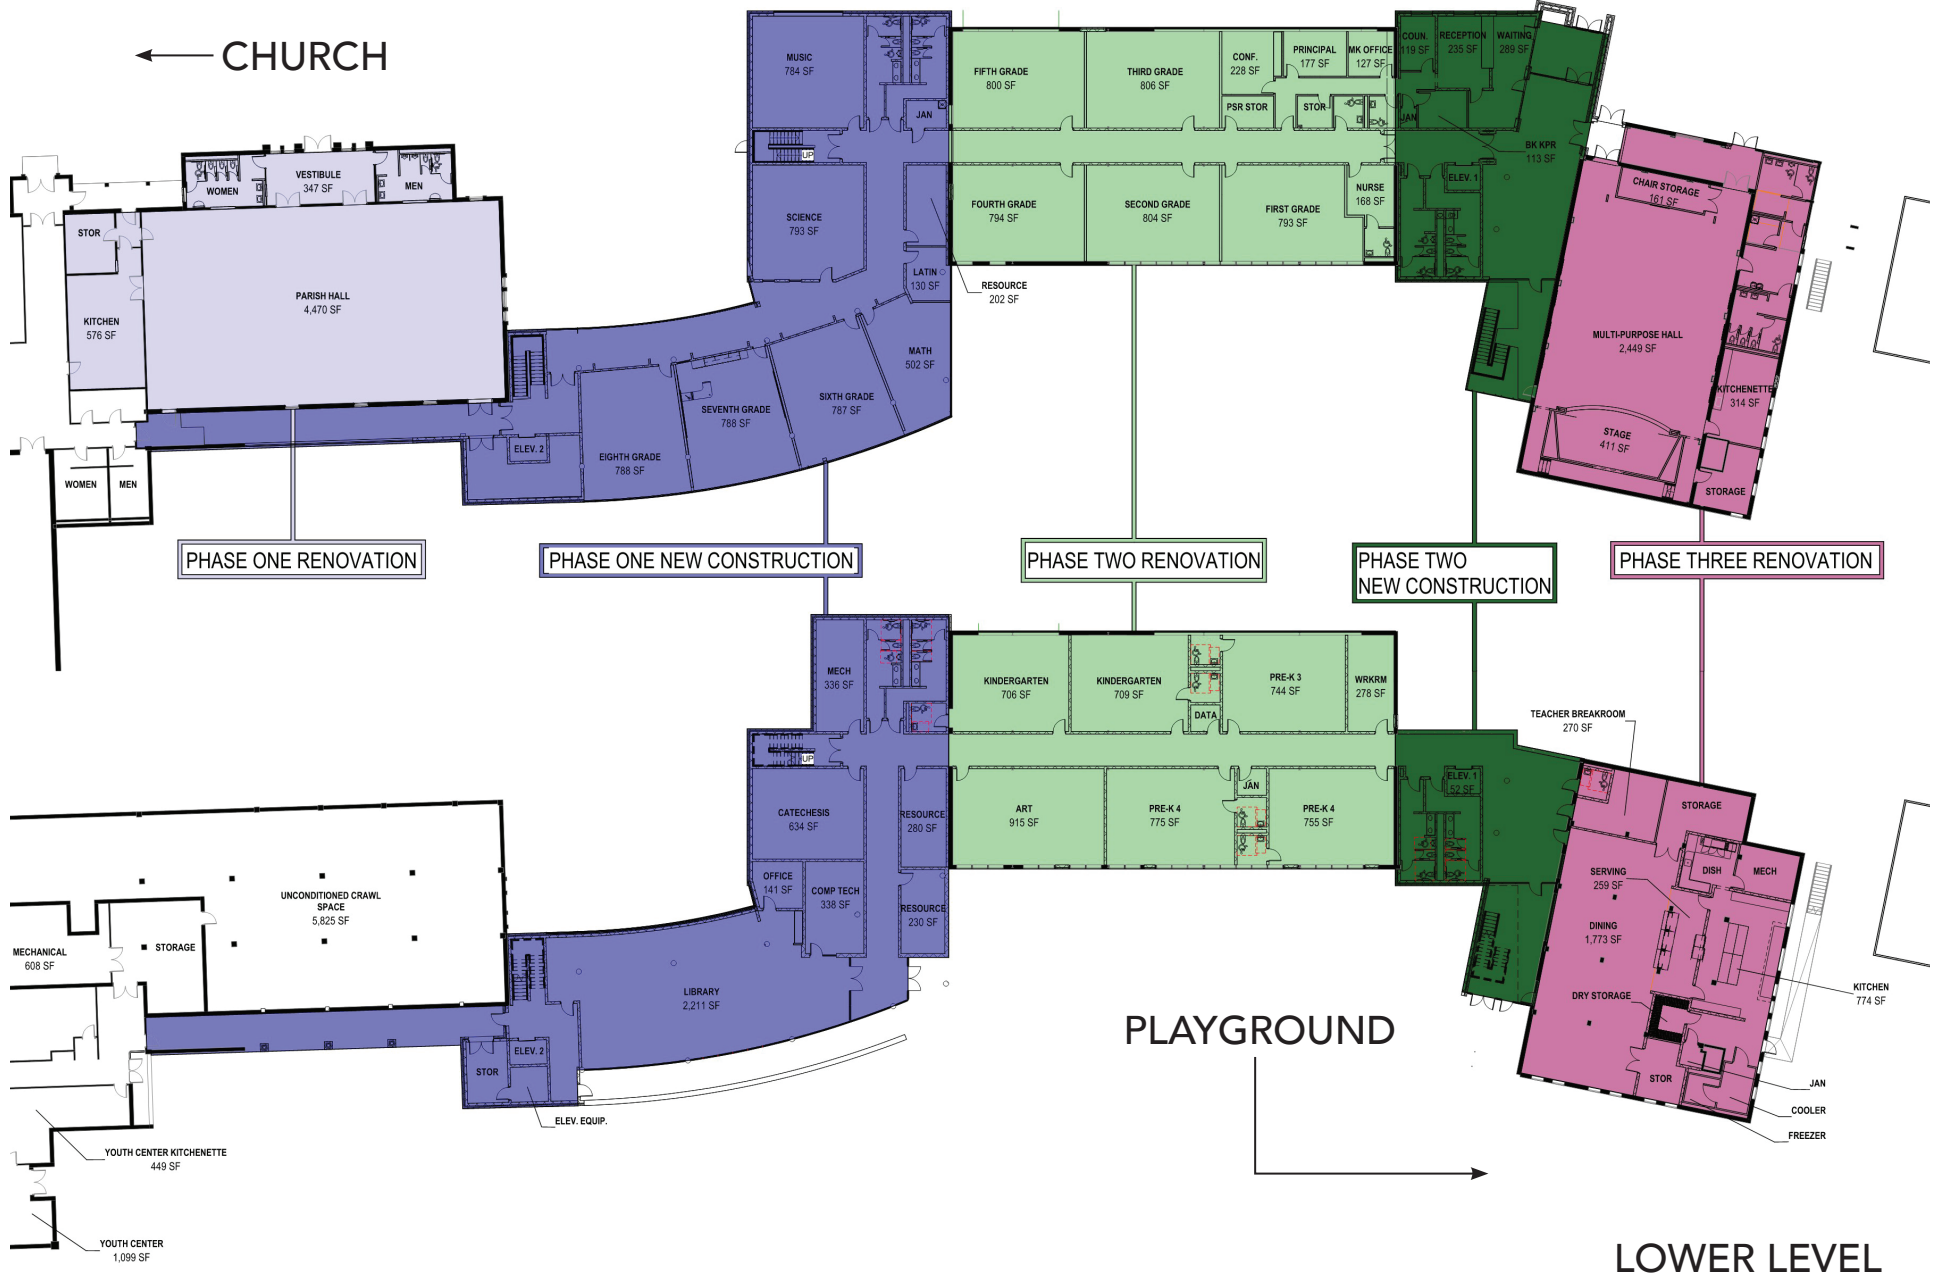 CHURCH
MUSIC
784 SF
JAN
UP
SCIENCE
793 SF
LATIN
130 SF
RESOURCE
202 SF
MATH
502 SF
SIXTH GRADE
787 SF
SEVENTH GRADE
788 SF
EIGHTH GRADE
788 SF
ELEV. 2
WOMEN
VESTIBULE
347 SF
MEN
STOR
PARISH HALL
4,470 SF
KITCHEN
576 SF
WOMEN
MEN
FIFTH GRADE
800 SF
THIRD GRADE
806 SF
CONF.
228 SF
PRINCIPAL
177 SF
MK OFFICE
127 SF
PSR STOR
STOR
FOURTH GRADE
794 SF
SECOND GRADE
804 SF
FIRST GRADE
793 SF
NURSE
168 SF
COUN.
119 SF
RECEPTION
235 SF
WAITING
289 SF
JAN
BK KPR
113 SF
ELEV. 1
CHAIR STORAGE
161 SF
MULTI-PURPOSE HALL
2,449 SF
KITCHENETTE
314 SF
STAGE
411 SF
STORAGE
PHASE ONE RENOVATION
PHASE ONE NEW CONSTRUCTION
PHASE TWO RENOVATION
PHASE TWO
NEW CONSTRUCTION
PHASE THREE RENOVATION
MECH
336 SF
UP
CATECHESIS
634 SF
RESOURCE
280 SF
OFFICE
141 SF
COMP TECH
338 SF
RESOURCE
230 SF
LIBRARY
2,211 SF
ELEV. 2
STOR
ELEV. EQUIP.
UNCONDITIONED CRAWL
SPACE
5,825 SF
MECHANICAL
608 SF
STORAGE
YOUTH CENTER KITCHENETTE
449 SF
YOUTH CENTER
1,099 SF
KINDERGARTEN
706 SF
KINDERGARTEN
709 SF
DATA
PRE-K 3
744 SF
WRKRM
278 SF
ART
915 SF
PRE-K 4
775 SF
JAN
PRE-K 4
755 SF
ELEV. 1
52 SF
TEACHER BREAKROOM
270 SF
STORAGE
SERVING
259 SF
DISH
MECH
DINING
1,773 SF
DRY STORAGE
KITCHEN
774 SF
STOR
JAN
COOLER
FREEZER
PLAYGROUND
LOWER LEVEL